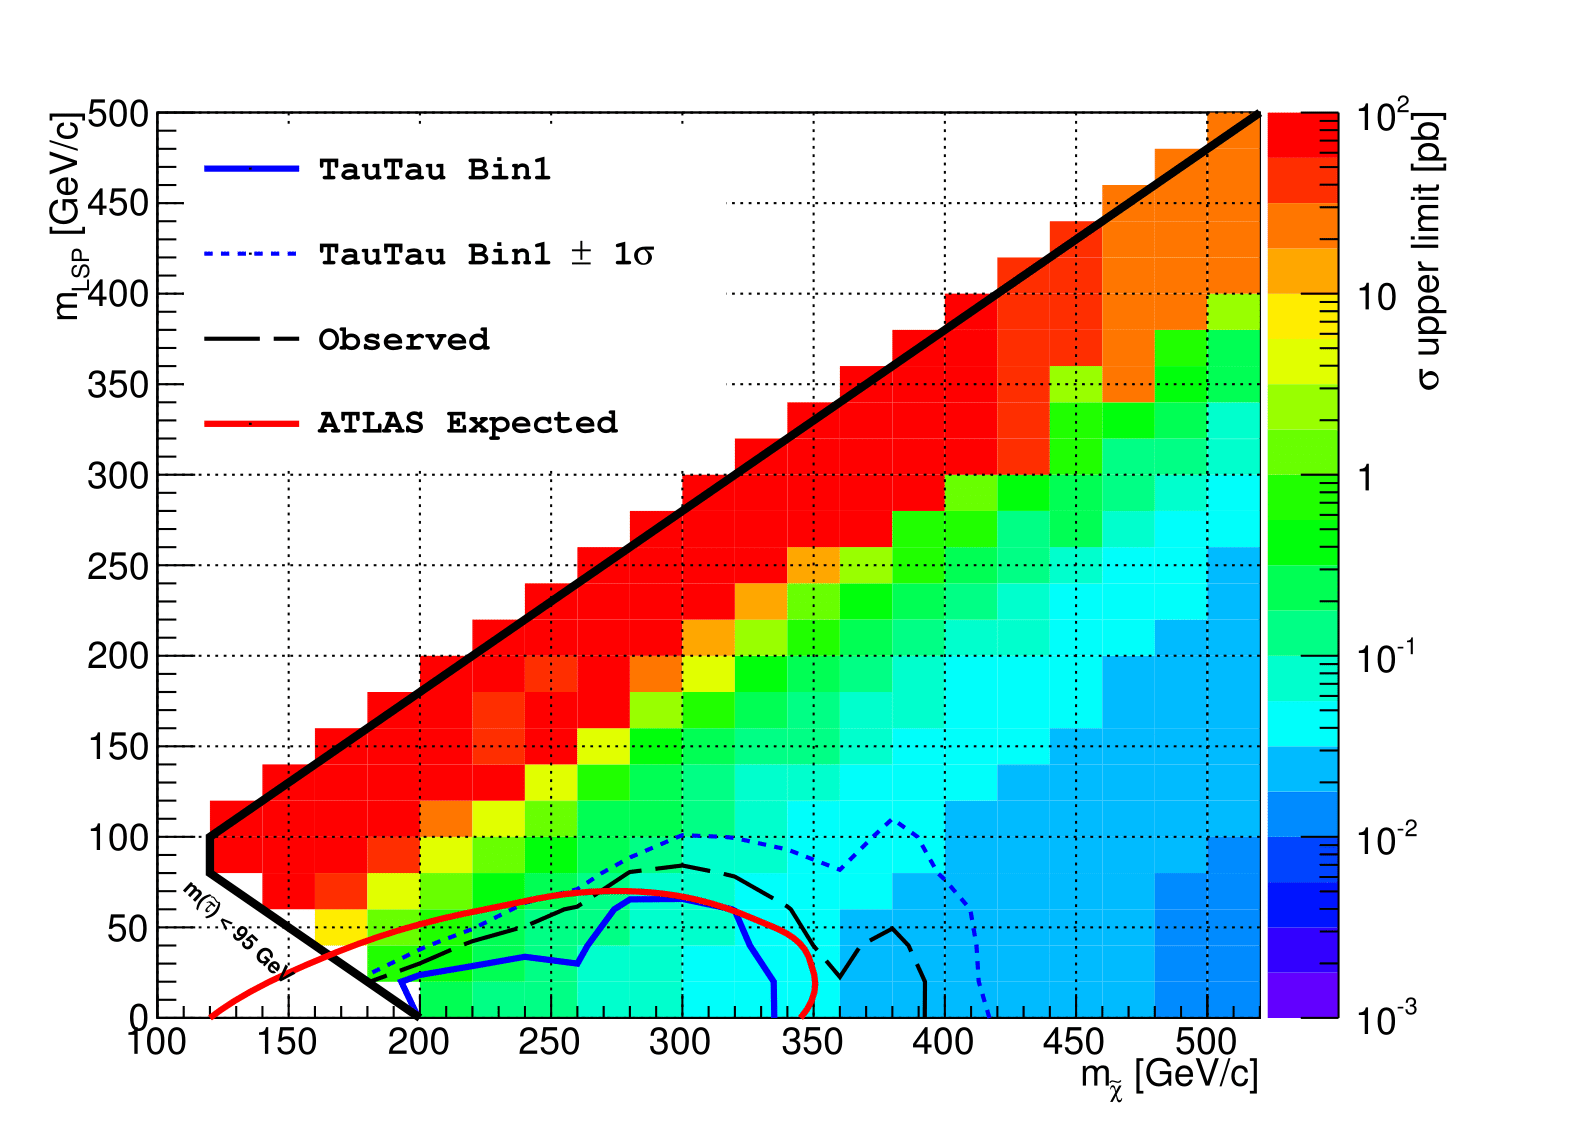 m_LSP [GeV/c]
500
450
400
350
300
250
200
150
100
50
0
TauTau Bin1
TauTau Bin1 ± 1σ
Observed
ATLAS Expected
m(τ̃) < 95 GeV
100 150 200 250 300 350 400 450 500
m_χ̃ [GeV/c]
10^2
10
1
10^-1
10^-2
10^-3
σ upper limit [pb]